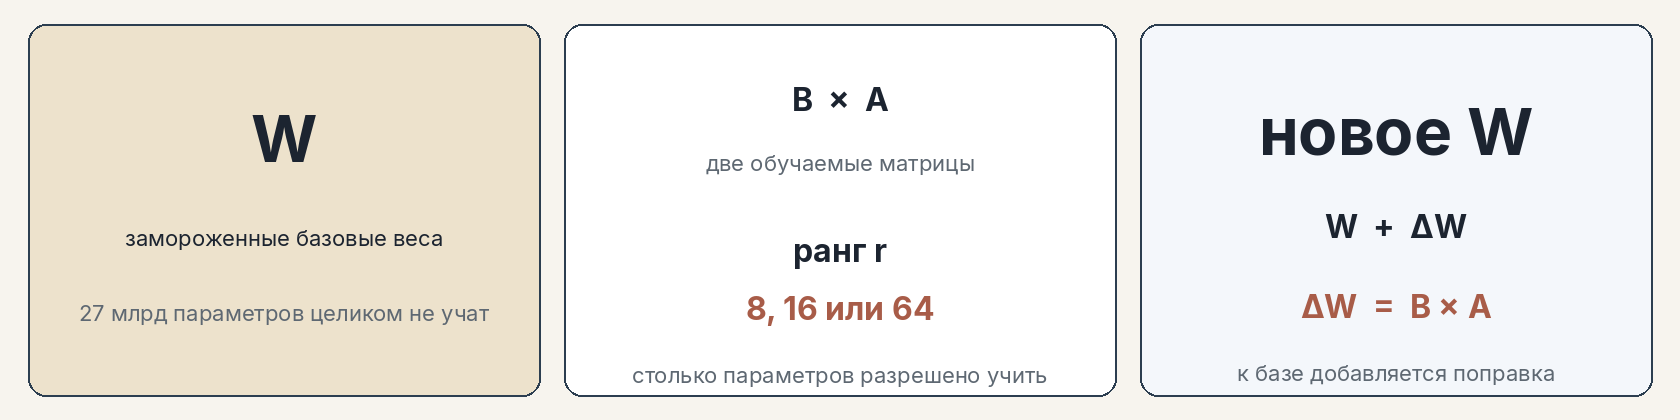 W
замороженные базовые веса
27 млрд параметров целиком не учат
B × A
две обучаемые матрицы
ранг r
8, 16 или 64
столько параметров разрешено учить
новое W
W + ΔW
ΔW = B × A
к базе добавляется поправка